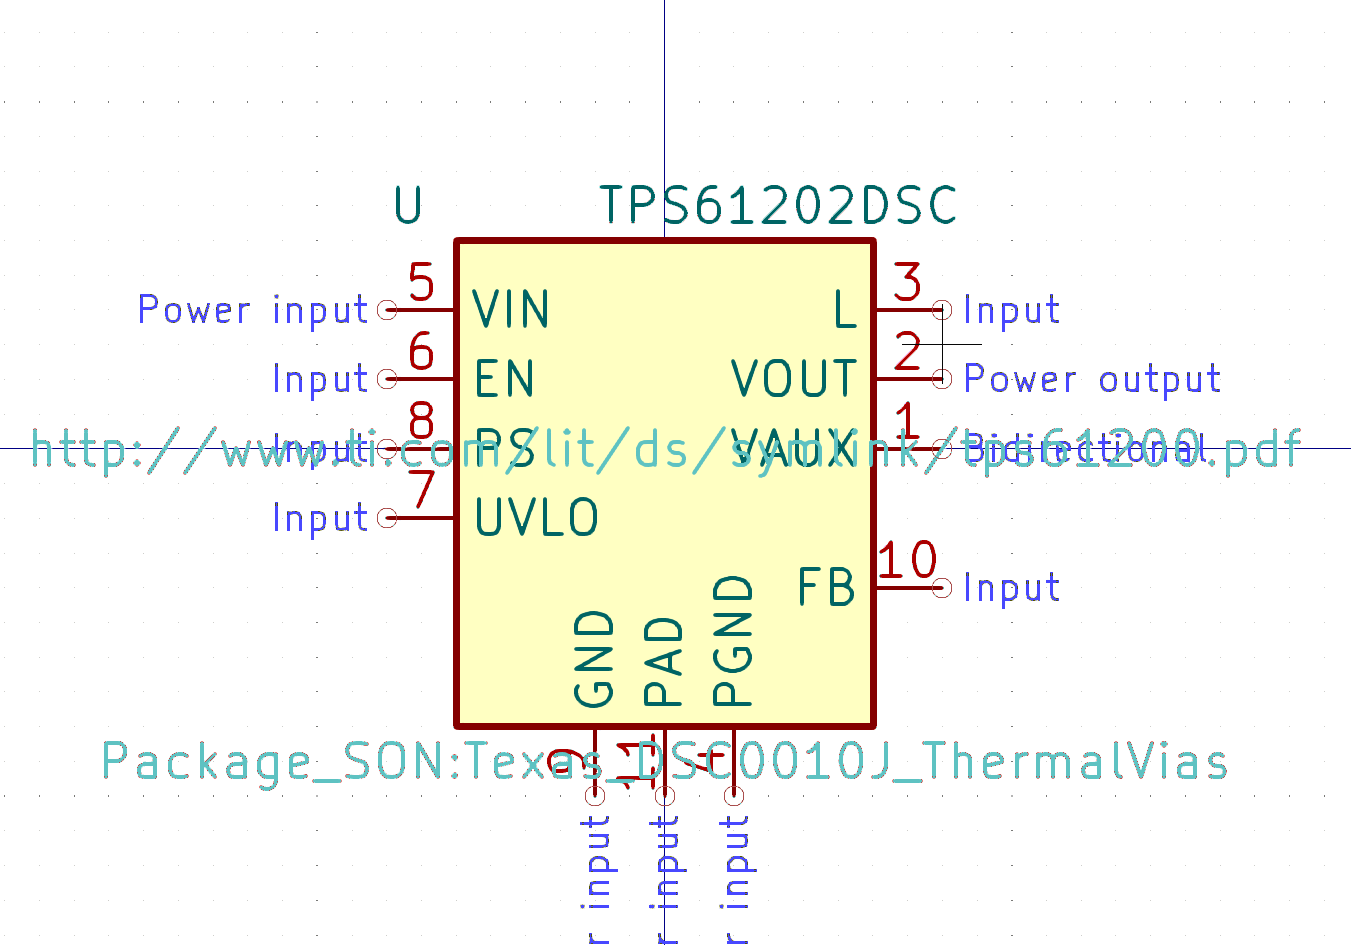 U TPS61202DSC
5 3
Power input VIN L Input
6 2
Input EN VOUT Power output
8 1
Input PS VAUX Bidirectional
http://www.ti.com/lit/ds/symlink/tps61200.pdf
7
Input UVLO
10
FB Input
GND PAD PGND
9 11 4
Package_SON:Texas_DSC0010J_ThermalVias
r input r input r input